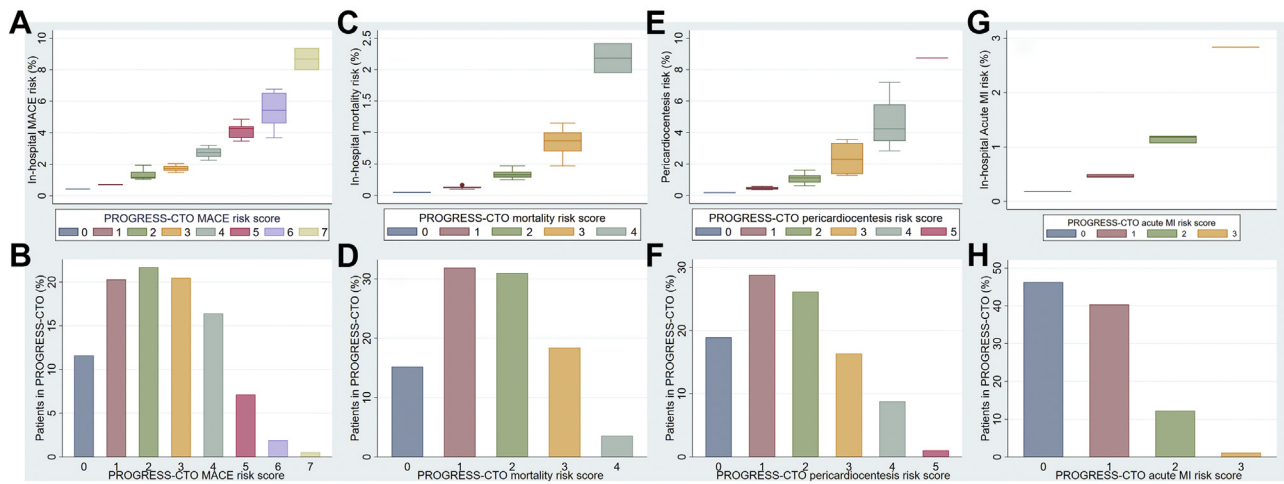 A
In-hospital MACE risk (%)
10
8
6
4
2
0
PROGRESS-CTO MACE risk score
0 1 2 3 4 5 6 7
C
In-hospital mortality risk (%)
2.5
2
1.5
1
.5
0
PROGRESS-CTO mortality risk score
0 1 2 3 4
E
Pericardiocentesis risk (%)
10
8
6
4
2
0
PROGRESS-CTO pericardiocentesis risk score
0 1 2 3 4 5
G
In-hospital Acute MI risk (%)
3
2
1
0
PROGRESS-CTO acute MI risk score
0 1 2 3
B
Patients in PROGRESS-CTO (%)
20
15
10
5
0
0 1 2 3 4 5 6 7
PROGRESS-CTO MACE risk score
D
Patients in PROGRESS-CTO (%)
30
20
10
0
0 1 2 3 4
PROGRESS-CTO mortality risk score
F
Patients in PROGRESS-CTO (%)
30
20
10
0
0 1 2 3 4 5
PROGRESS-CTO pericardiocentesis risk score
H
Patients in PROGRESS-CTO (%)
50
40
30
20
10
0
0 1 2 3
PROGRESS-CTO acute MI risk score